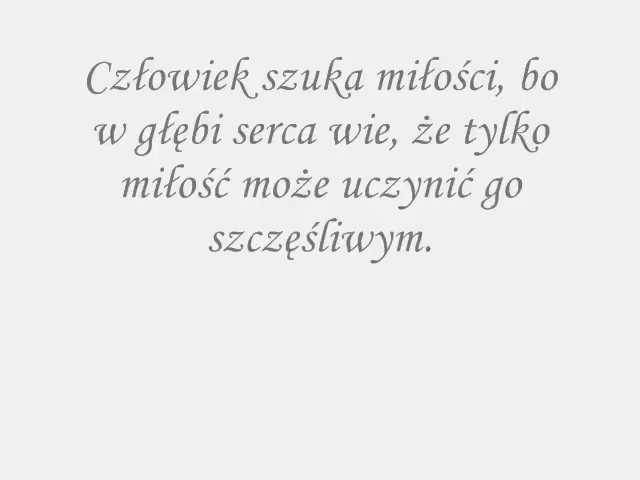 Człowiek szuka miłości, bo
w głębi serca wie, że tylko
miłość może uczynić go
szczęśliwym.